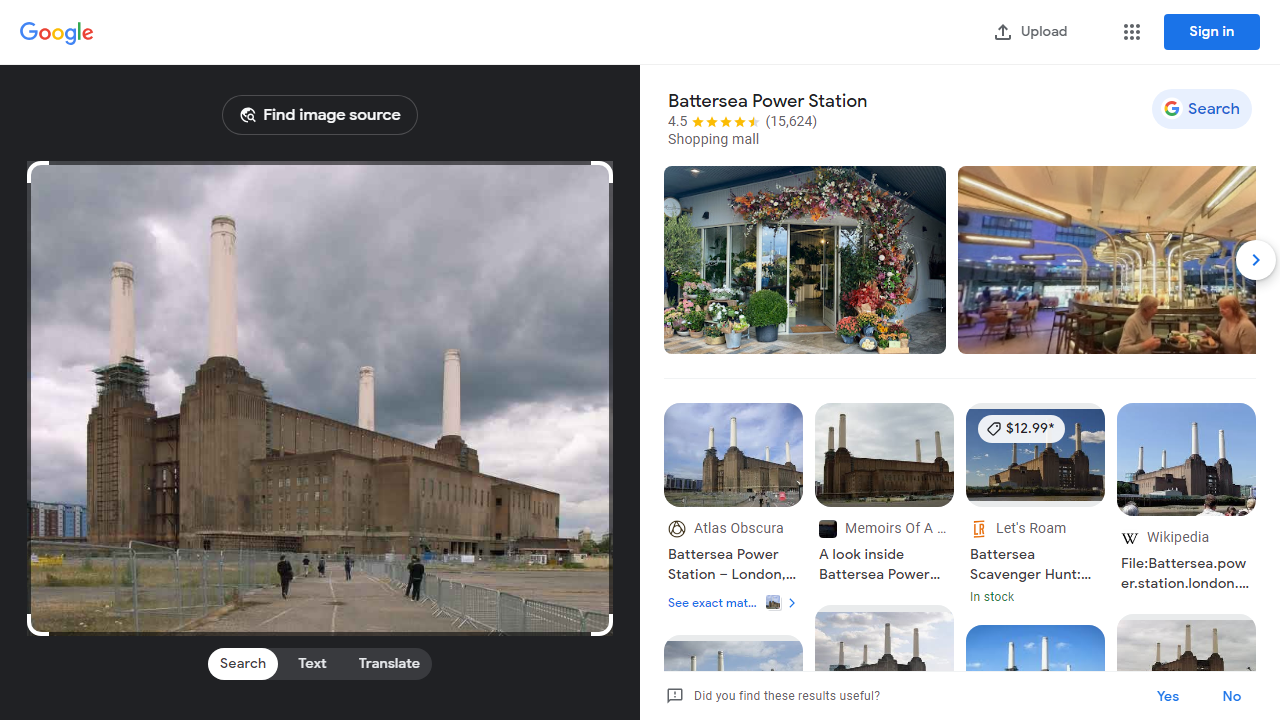 Google
Upload
Sign in
Find image source
Battersea Power Station
4.5 (15,624)
Shopping mall
Search
$12.99*
Atlas Obscura
Battersea Power
Station – London,...
See exact mat...
Memoirs Of A ...
A look inside
Battersea Power...
Let's Roam
Battersea
Scavenger Hunt:...
In stock
Wikipedia
File:Battersea.pow
er.station.london....
Search
Text
Translate
Did you find these results useful?
Yes
No